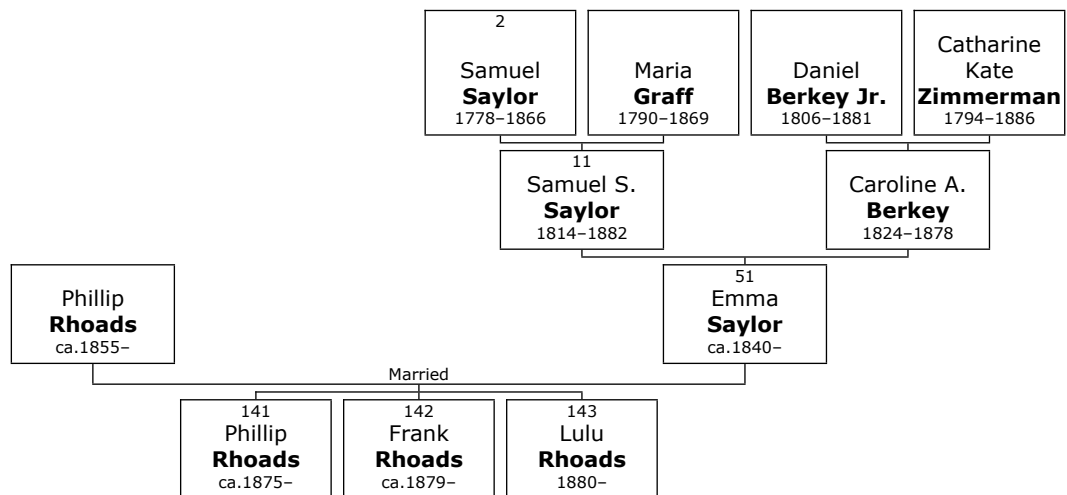 2
Samuel
Saylor
1778–1866
Maria
Graff
1790–1869
Daniel
Berkey Jr.
1806–1881
Catharine
Kate
Zimmerman
1794–1886
11
Samuel S.
Saylor
1814–1882
Caroline A.
Berkey
1824–1878
Phillip
Rhoads
ca.1855–
51
Emma
Saylor
ca.1840–
Married
141
Phillip
Rhoads
ca.1875–
142
Frank
Rhoads
ca.1879–
143
Lulu
Rhoads
1880–